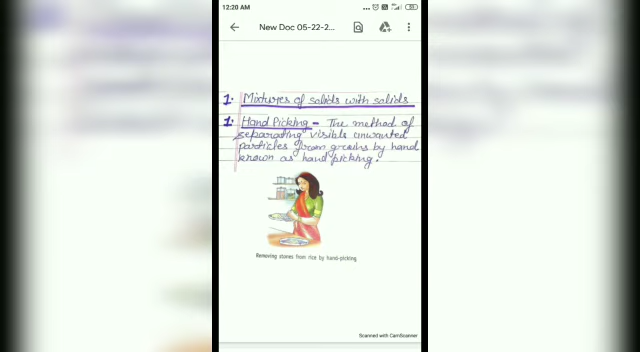 12:20 AM
New Doc 05-22-2...
1. Mixtures of solids with solids
1. Hand Picking - The method of
separating visible unwanted
particles from grains by hand
known as hand picking.
Removing stones from rice by hand-picking
Scanned with CamScanner